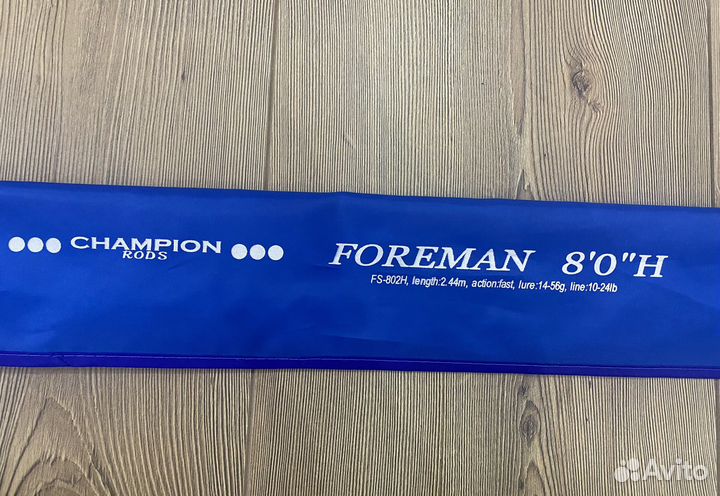 CHAMPION
RODS
FOREMAN 8'0"H
FS-802H, length:2.44m, action:fast, lure:14-56g, line:10-24lb
Avito